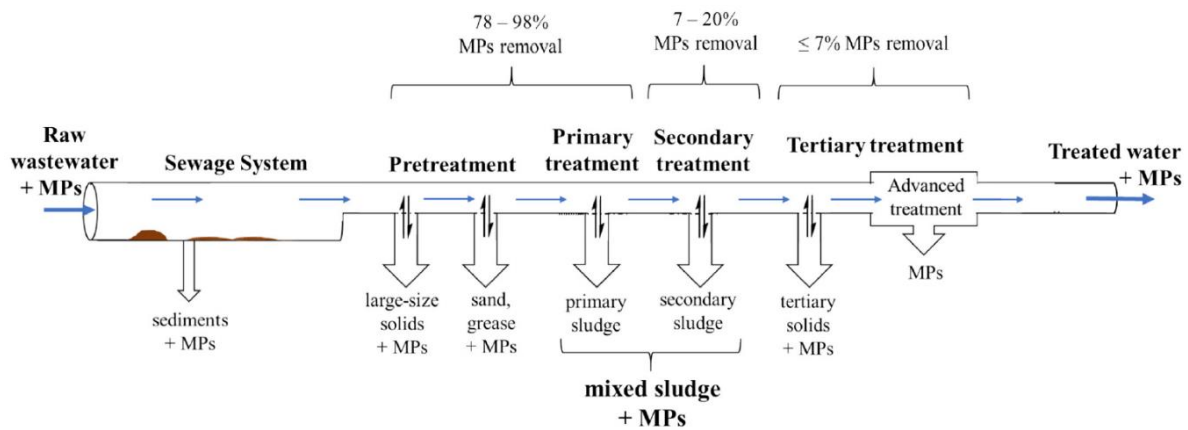 78 – 98%
MPs removal
7 – 20%
MPs removal
≤ 7% MPs removal
Raw
wastewater
+ MPs
Sewage System
Pretreatment
Primary
treatment
Secondary
treatment
Tertiary treatment
Treated water
+ MPs
Advanced
treatment
sediments
+ MPs
large-size
solids
+ MPs
sand,
grease
+ MPs
primary
sludge
secondary
sludge
tertiary
solids
+ MPs
MPs
mixed sludge
+ MPs